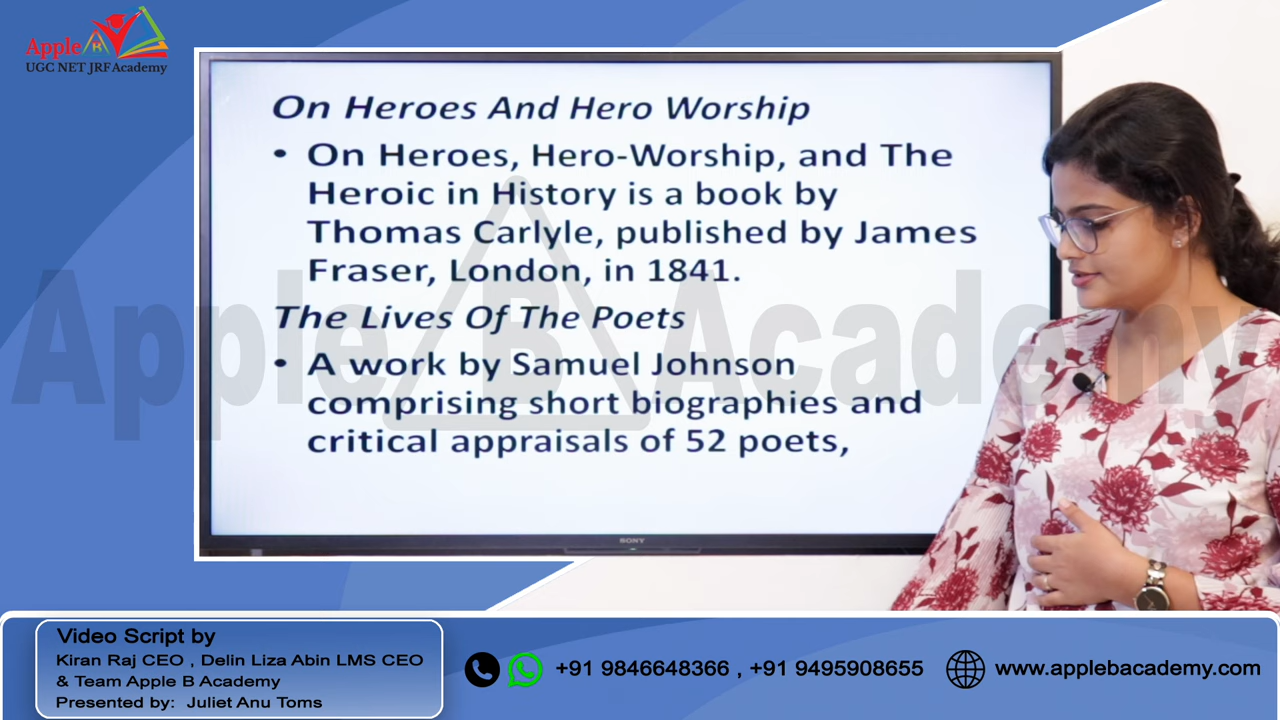 Apple B
UGC NET JRF Academy
On Heroes And Hero Worship
• On Heroes, Hero-Worship, and The
Heroic in History is a book by
Thomas Carlyle, published by James
Fraser, London, in 1841.
The Lives Of The Poets
• A work by Samuel Johnson
comprising short biographies and
critical appraisals of 52 poets,
Apple B Academy
SONY
Video Script by
Kiran Raj CEO , Delin Liza Abin LMS CEO
& Team Apple B Academy
Presented by: Juliet Anu Toms
+91 9846648366 , +91 9495908655
www.applebacademy.com